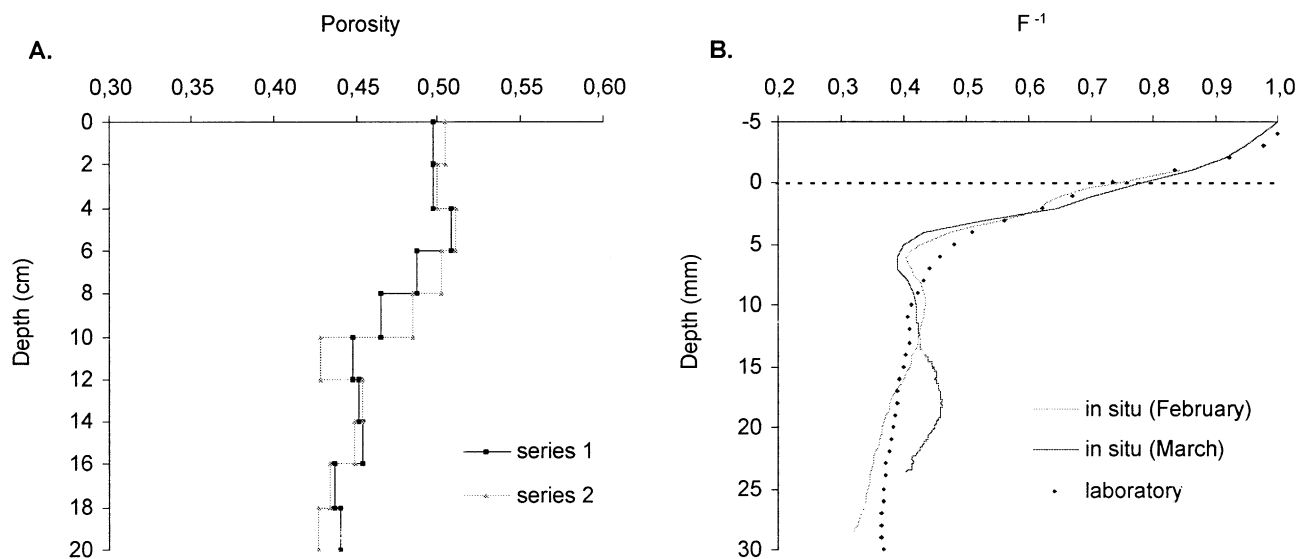 Porosity
A.
0,30 0,35 0,40 0,45 0,50 0,55 0,60
Depth (cm)
0
2
4
6
8
10
12
14
16
18
20
series 1
series 2
F⁻¹
B.
0,2 0,3 0,4 0,5 0,6 0,7 0,8 0,9 1,0
Depth (mm)
-5
0
5
10
15
20
25
30
in situ (February)
in situ (March)
laboratory